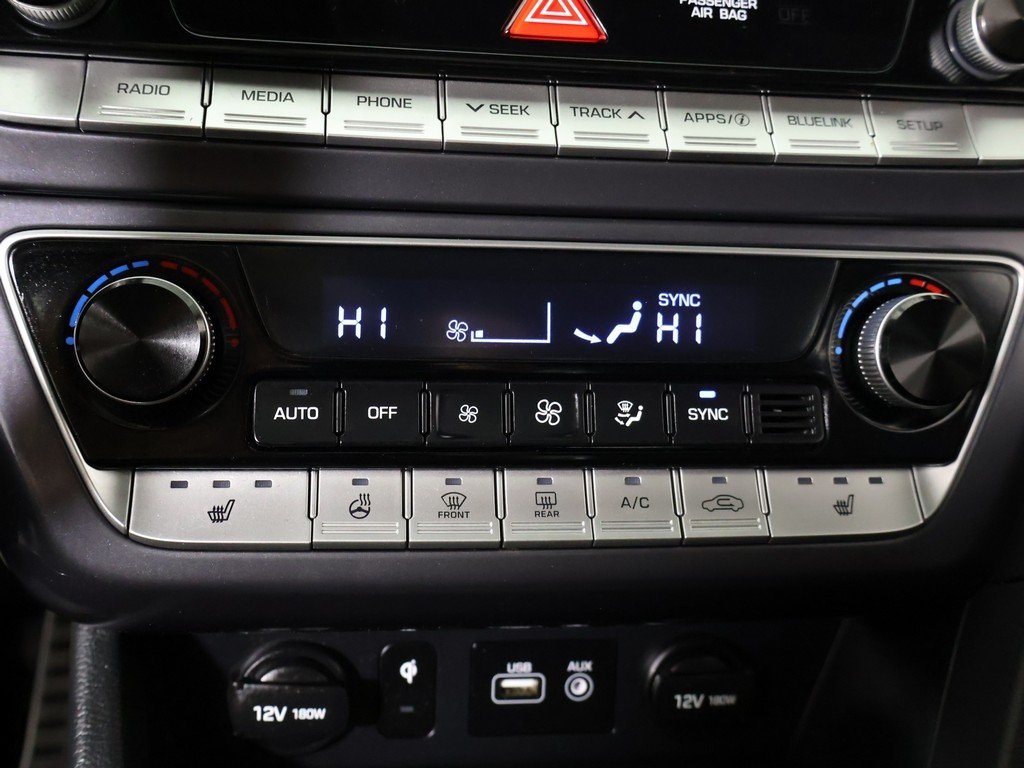 PASSENGER
AIR BAG
OFF
RADIO
MEDIA
PHONE
SEEK
TRACK
APPS/i
BLUELINK
SETUP
HI
SYNC
HI
AUTO
OFF
SYNC
FRONT
REAR
A/C
USB
AUX
12V 180W
12V 180W